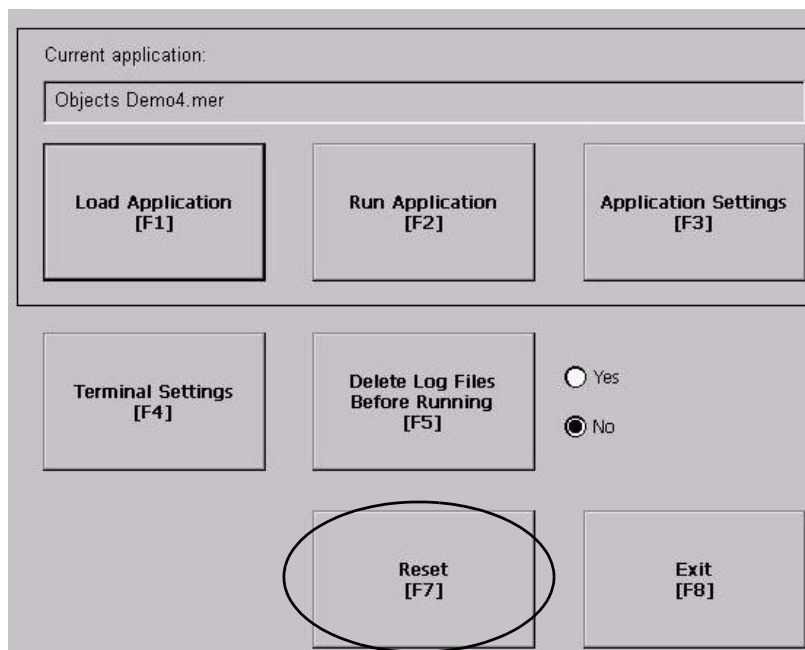 Current application:
Objects Demo4.mer
Load Application
[F1]
Run Application
[F2]
Application Settings
[F3]
Terminal Settings
[F4]
Delete Log Files
Before Running
[F5]
Yes
No
Reset
[F7]
Exit
[F8]